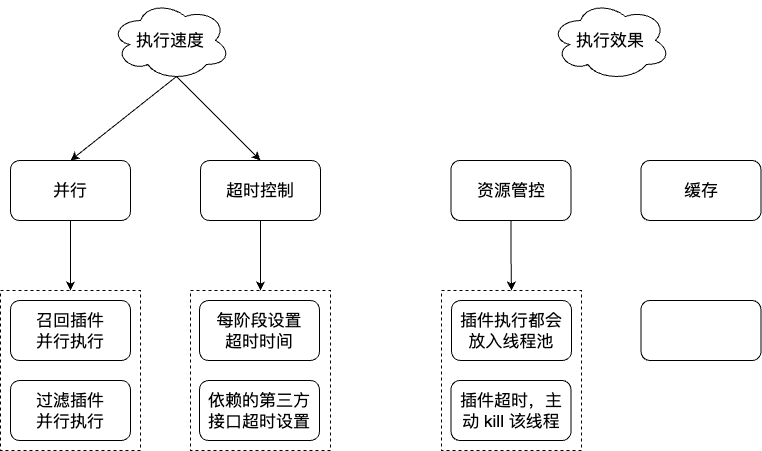 执行速度
执行效果
并行
超时控制
资源管控
缓存
召回插件
并行执行
每阶段设置
超时时间
插件执行都会
放入线程池
过滤插件
并行执行
依赖的第三方
接口超时设置
插件超时，主
动 kill 该线程